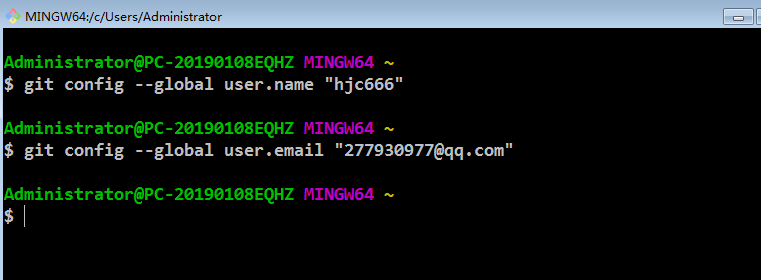 MINGW64:/c/Users/Administrator
Administrator@PC-20190108EQHZ MINGW64 ~
$ git config --global user.name "hjc666"
Administrator@PC-20190108EQHZ MINGW64 ~
$ git config --global user.email "277930977@qq.com"
Administrator@PC-20190108EQHZ MINGW64 ~
$